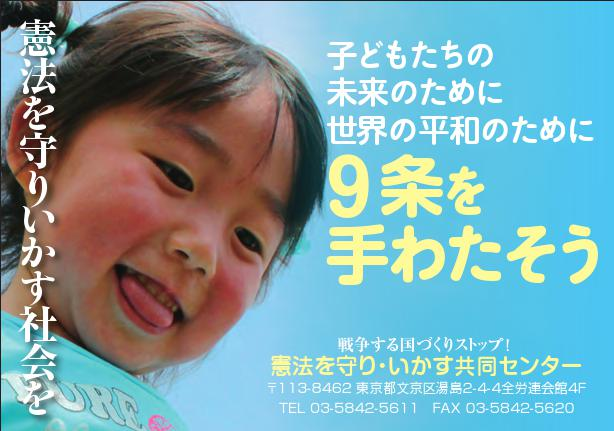 憲法を守りいかす社会を
子どもたちの
未来のために
世界の平和のために
9条を
手わたそう
戦争する国づくりストップ!
憲法を守り・いかす共同センター
〒113-8462 東京都文京区湯島2-4-4全労連会館4F
TEL 03-5842-5611 FAX 03-5842-5620